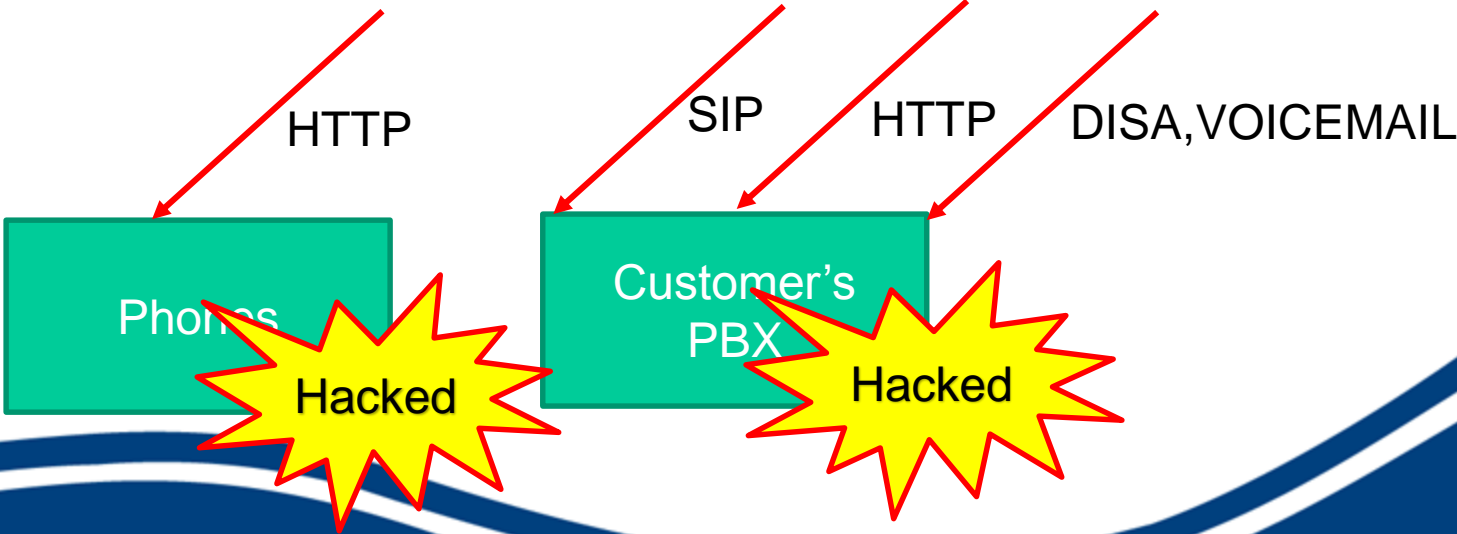 HTTP
SIP
HTTP
DISA,VOICEMAIL
Phones
Customer's
PBX
Hacked
Hacked